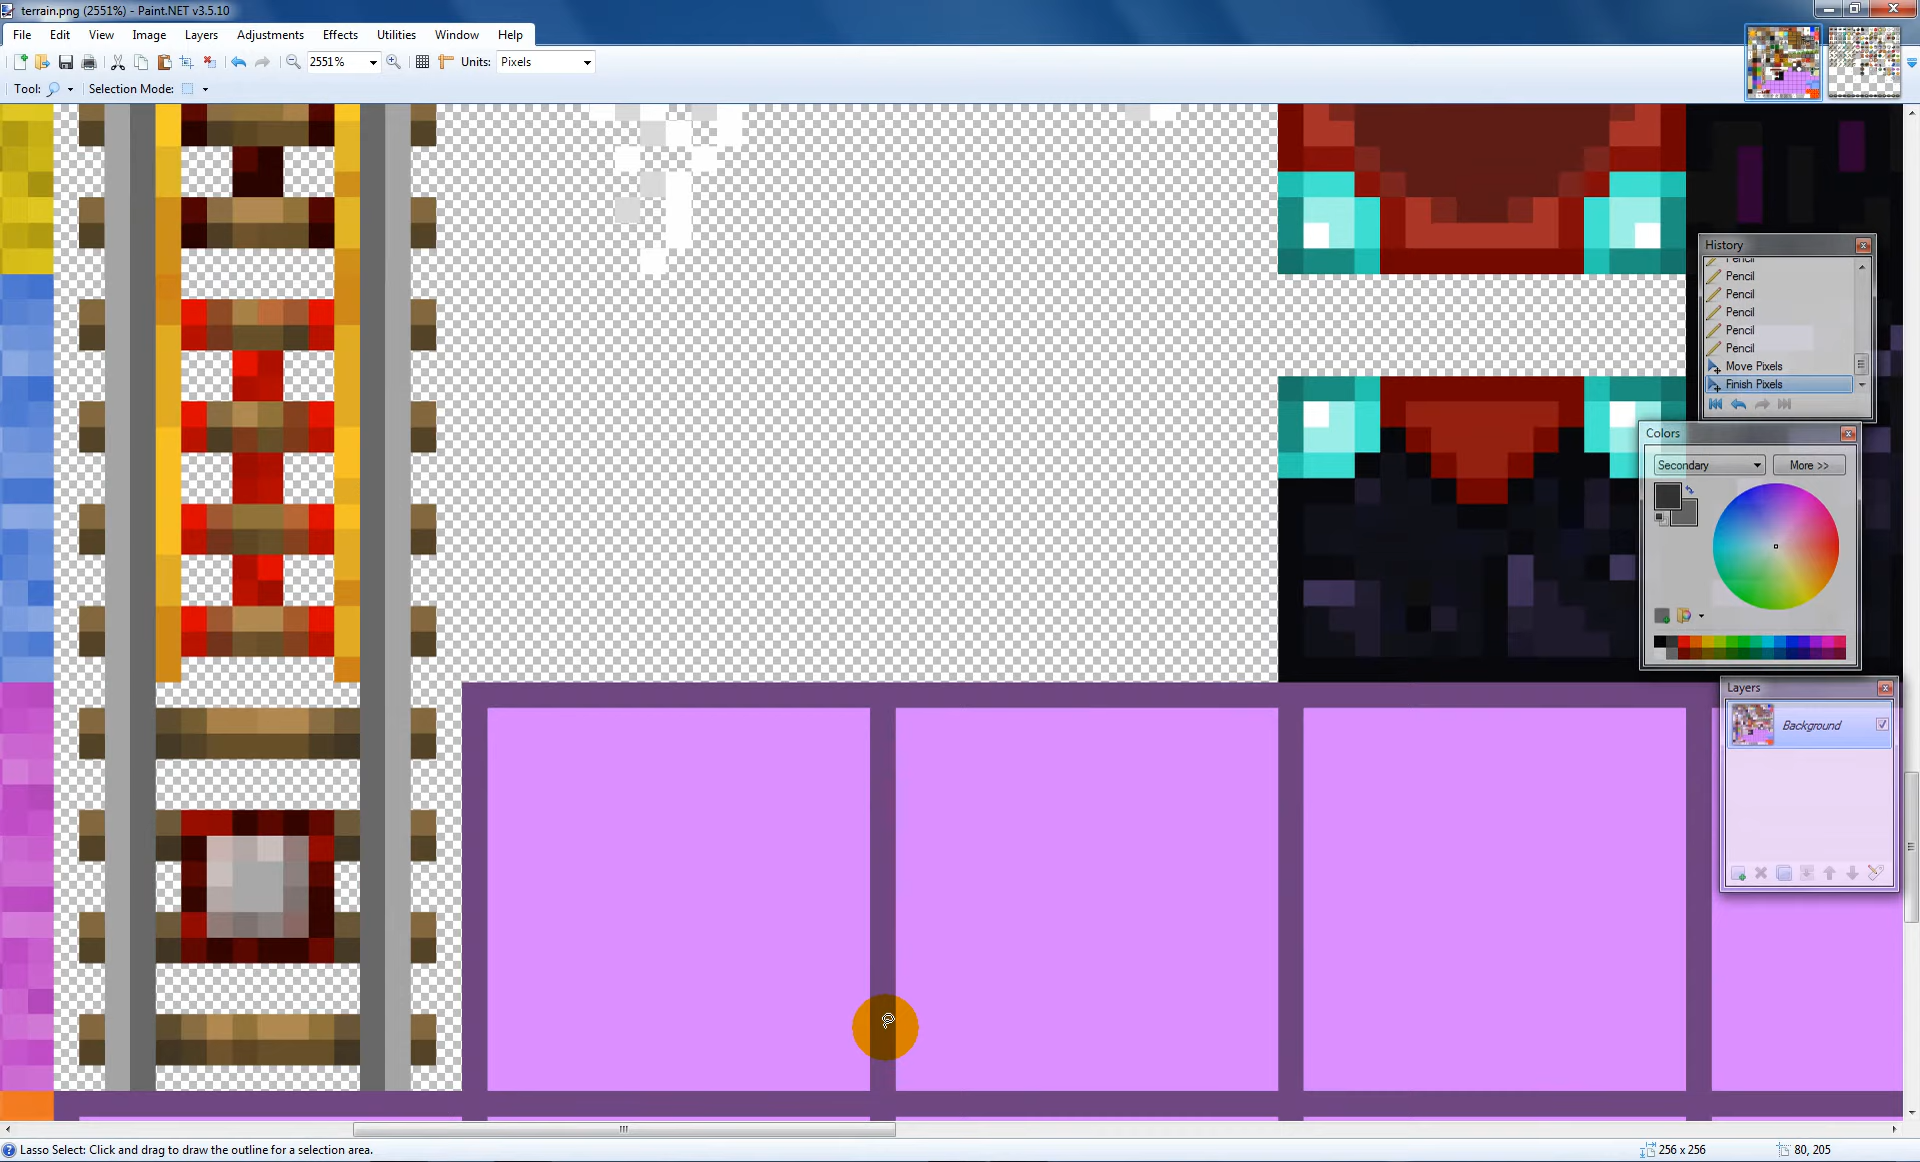 terrain.png (2551%) - Paint.NET v3.5.10
File Edit View Image Layers Adjustments Effects Utilities Window Help
2551% Units: Pixels
Tool: Selection Mode:
History
Pencil
Pencil
Pencil
Pencil
Pencil
Pencil
Move Pixels
Finish Pixels
Colors
Secondary More >>
Layers
Background
Lasso Select: Click and drag to draw the outline for a selection area. 256 x 256 80, 205